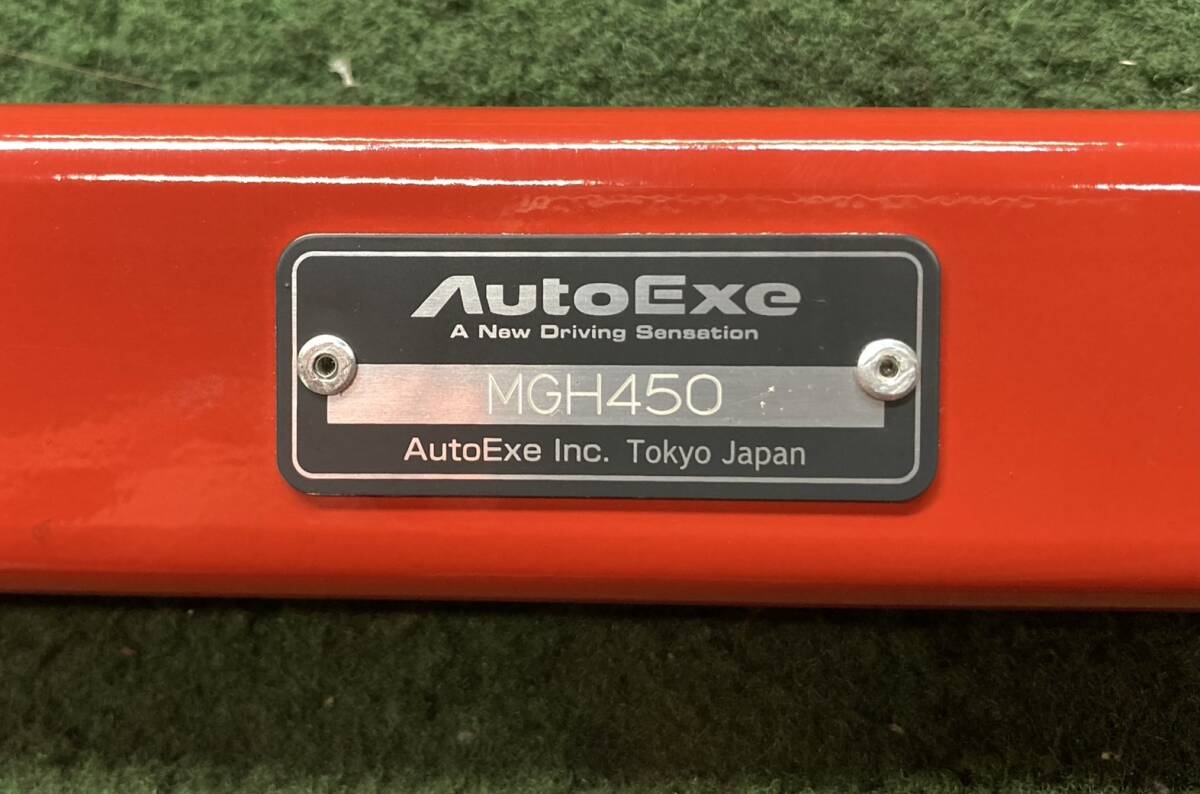 AutoExe
A New Driving Sensation
MGH450
AutoExe Inc. Tokyo Japan